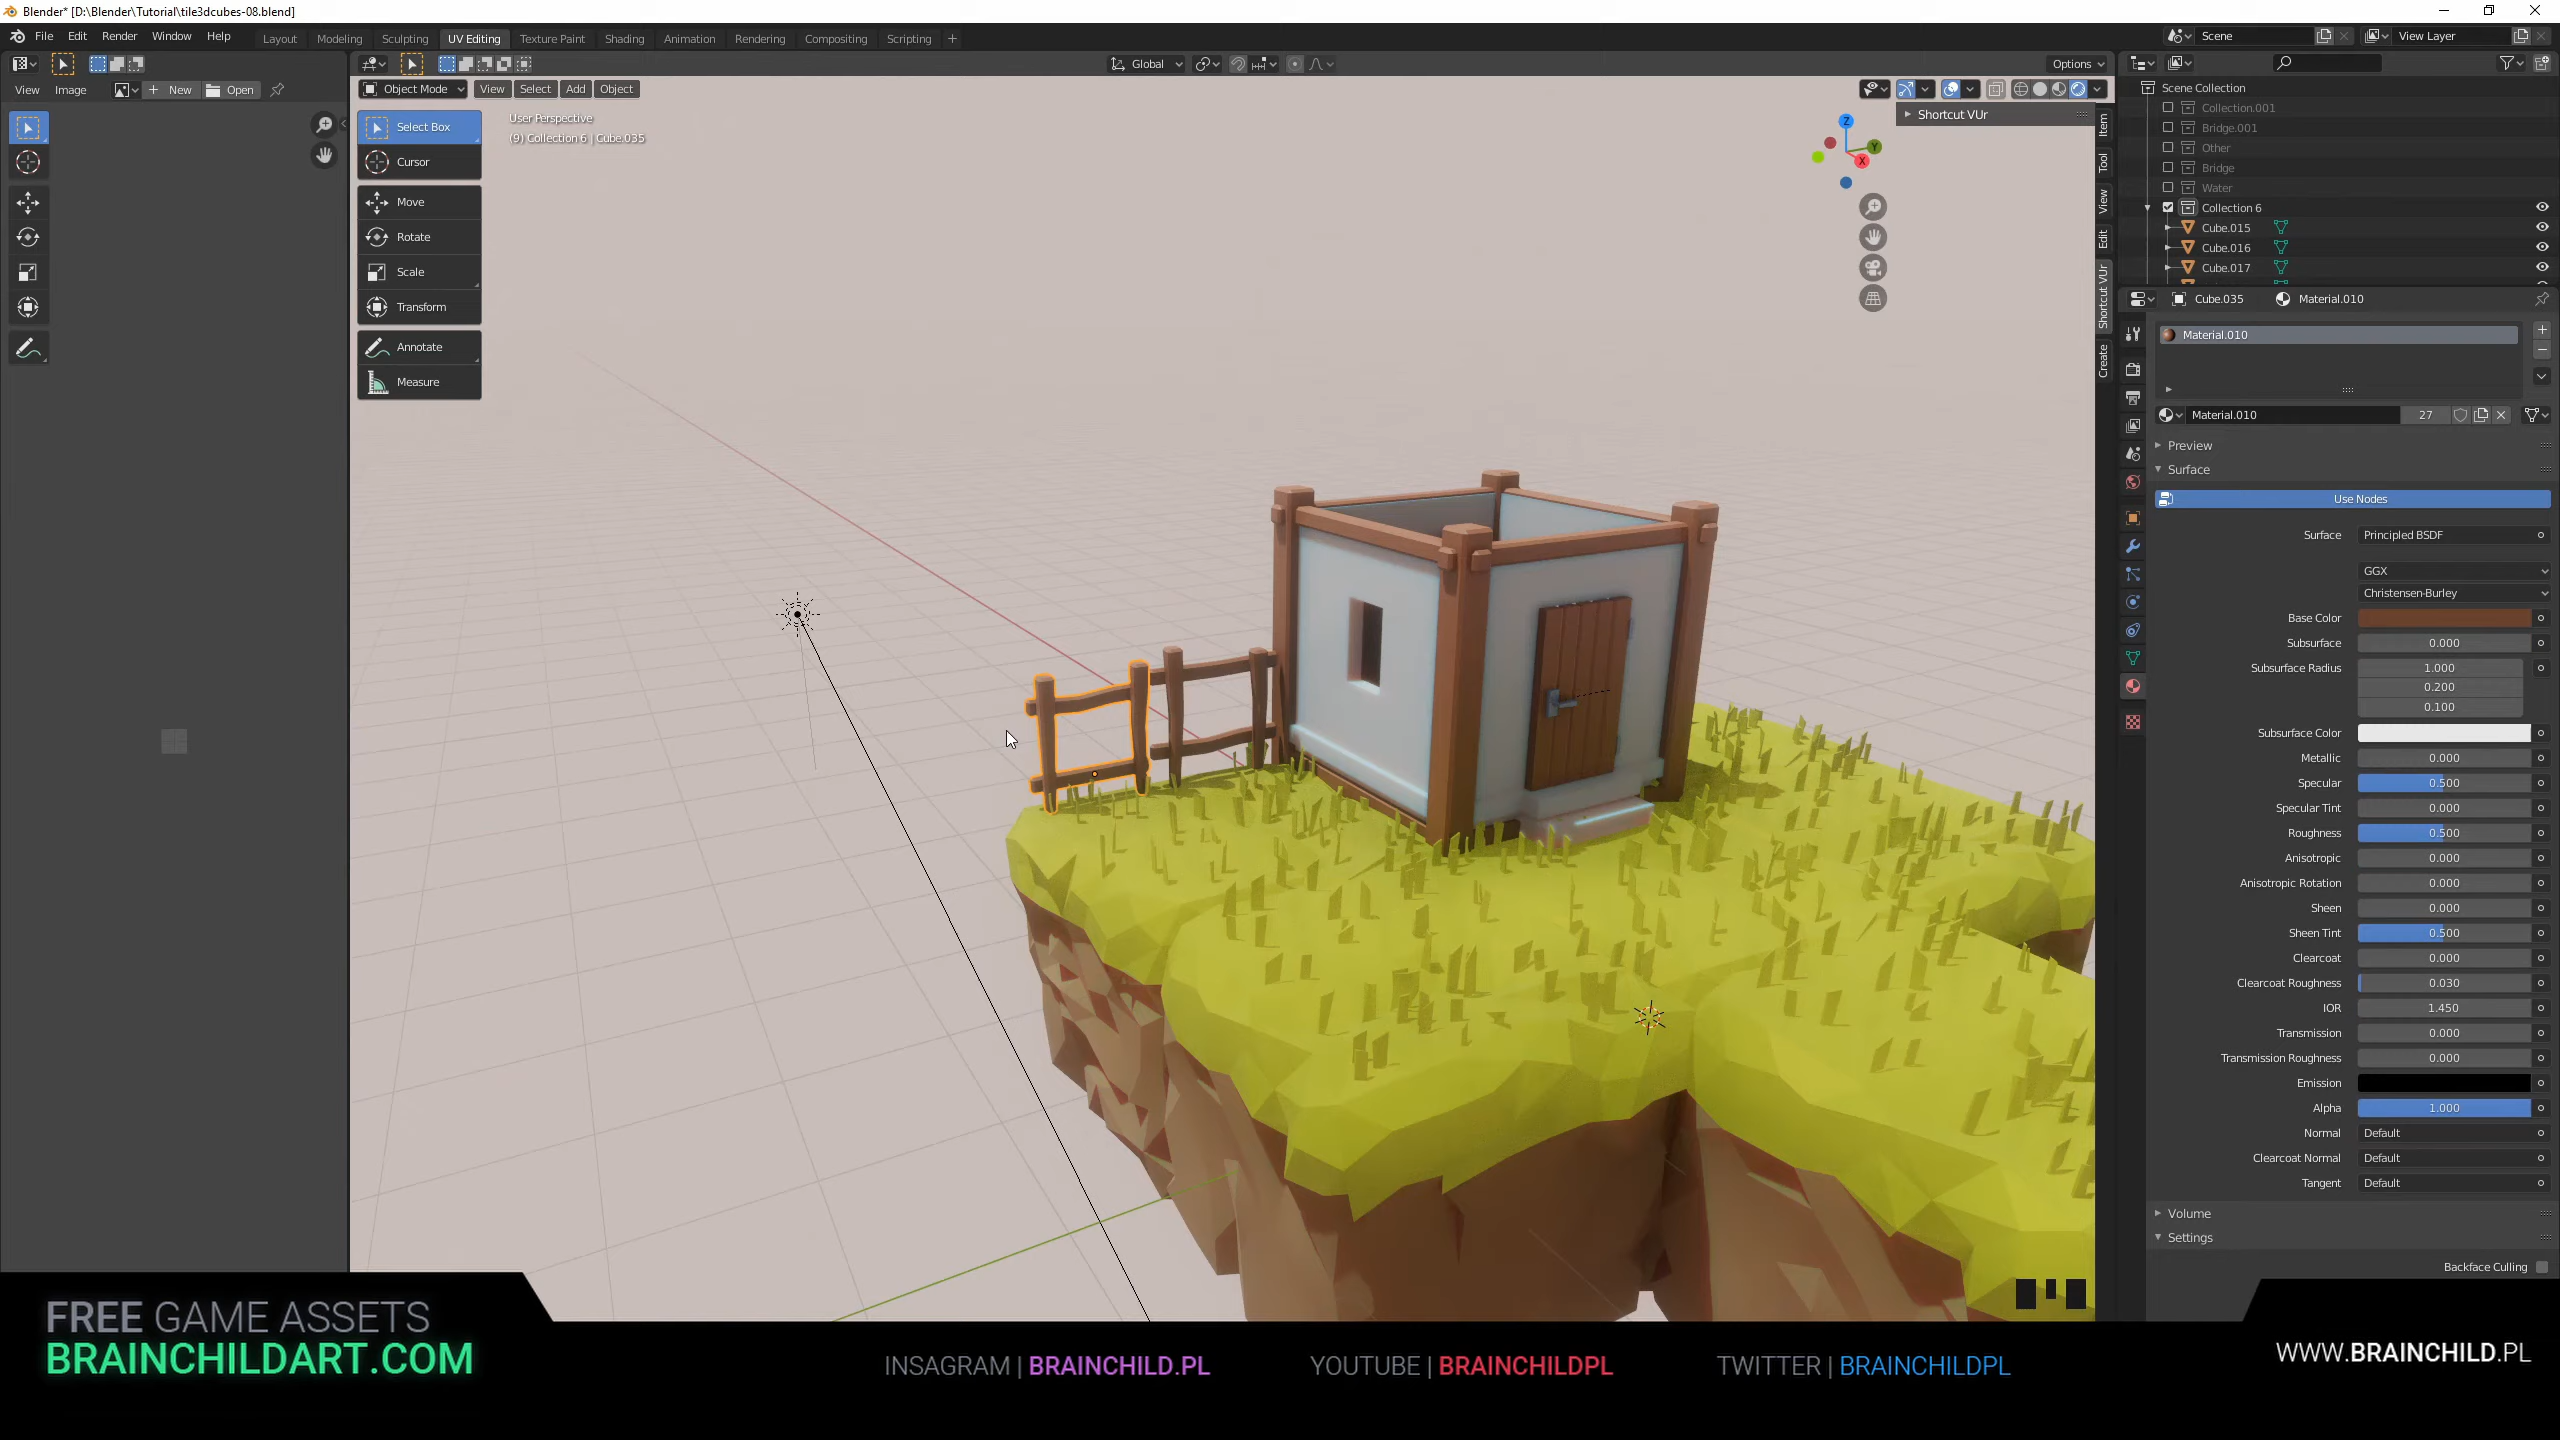 Blender* [D:\Blender\Tutorial\tile3dcubes-08.blend]
File Edit Render Window Help
Layout Modeling Sculpting UV Editing Texture Paint Shading Animation Rendering Compositing Scripting +
Scene
View Layer
Global
Options
View Image
New
Open
Object Mode
View Select Add Object
Select Box
Cursor
Move
Rotate
Scale
Transform
Annotate
Measure
User Perspective
(9) Collection 6 | Cube.035
Shortcut VUr
Z
Y
X
Item
Tool
View
Edit
Shortcut VUr
Create
Scene Collection
Collection.001
Bridge.001
Other
Bridge
Water
Collection 6
Cube.015
Cube.016
Cube.017
Cube.035 Material.010
Material.010
Material.010 27
Preview
Surface
Use Nodes
Surface Principled BSDF
GGX
Christensen-Burley
Base Color
Subsurface 0.000
Subsurface Radius 1.000
0.200
0.100
Subsurface Color
Metallic 0.000
Specular 0.500
Specular Tint 0.000
Roughness 0.500
Anisotropic 0.000
Anisotropic Rotation 0.000
Sheen 0.000
Sheen Tint 0.500
Clearcoat 0.000
Clearcoat Roughness 0.030
IOR 1.450
Transmission 0.000
Transmission Roughness 0.000
Emission
Alpha 1.000
Normal Default
Clearcoat Normal Default
Tangent Default
Volume
Settings
Backface Culling
FREE GAME ASSETS
BRAINCHILDART.COM
INSAGRAM | BRAINCHILD.PL
YOUTUBE | BRAINCHILDPL
TWITTER | BRAINCHILDPL
WWW.BRAINCHILD.PL